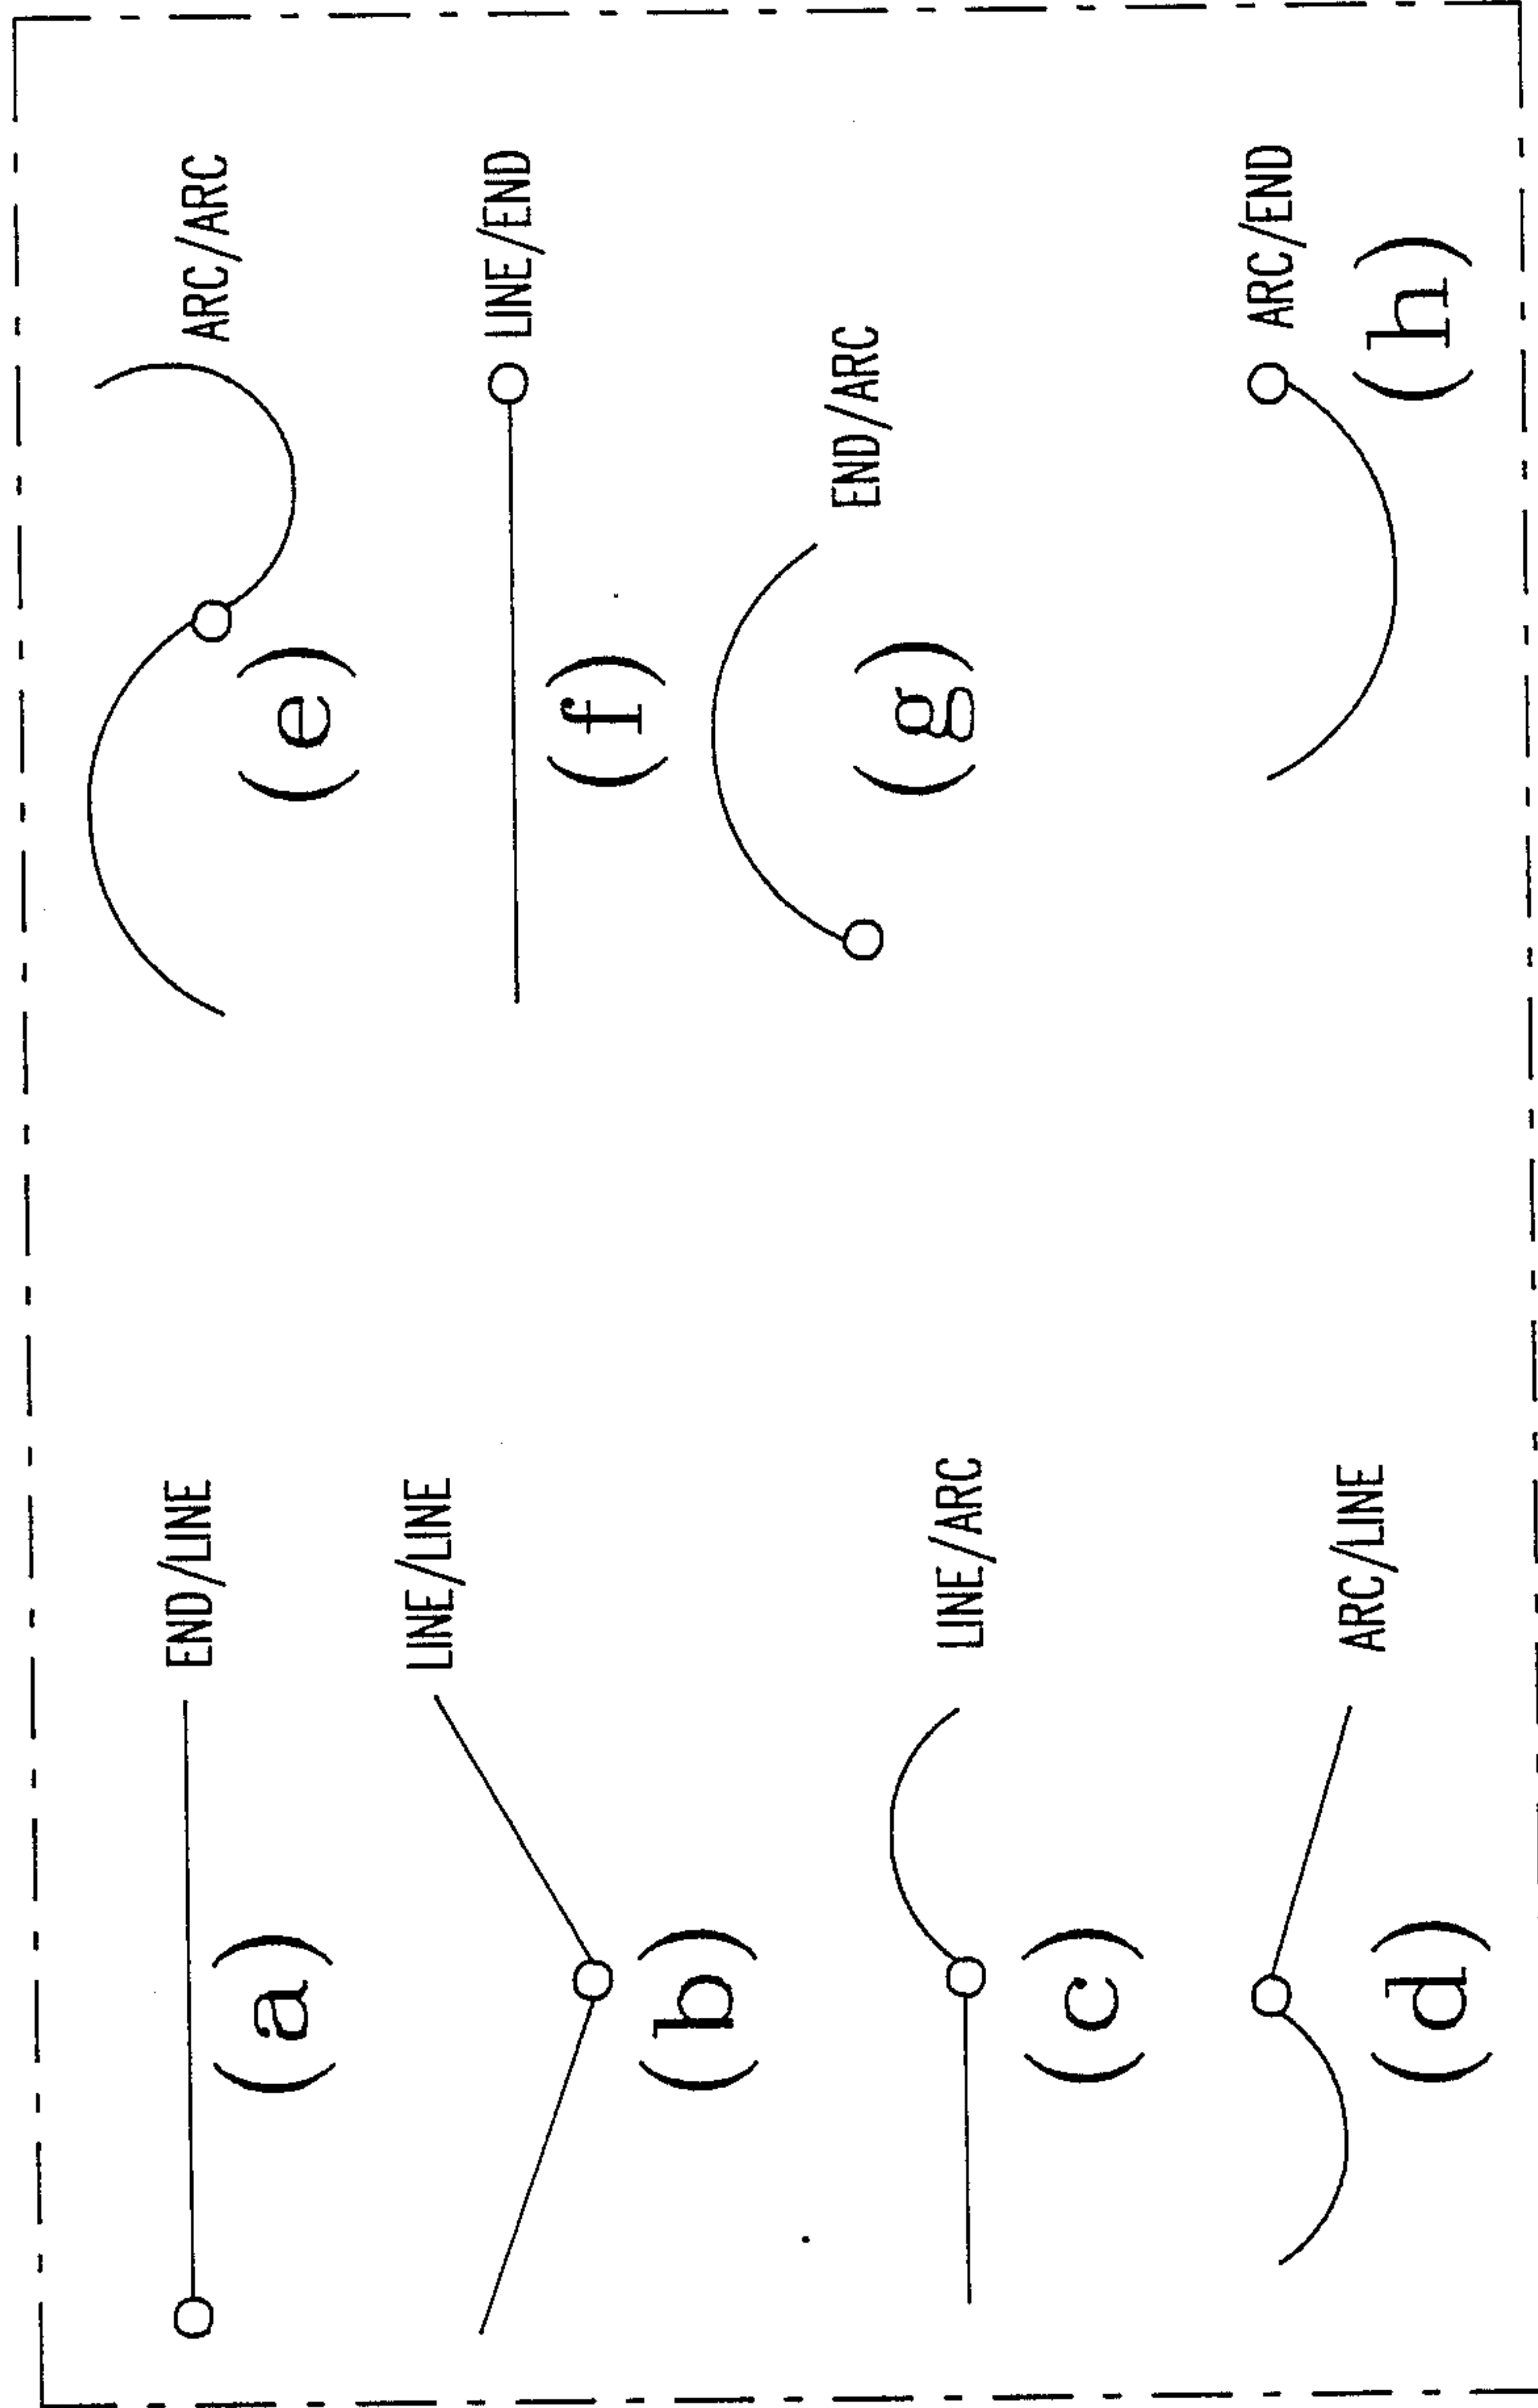 END/LINE
(a)
LINE/LINE
(b)
LINE/ARC
(c)
ARC/LINE
(d)
ARC/ARC
(e)
LINE/END
(f)
END/ARC
(g)
ARC/END
(h)